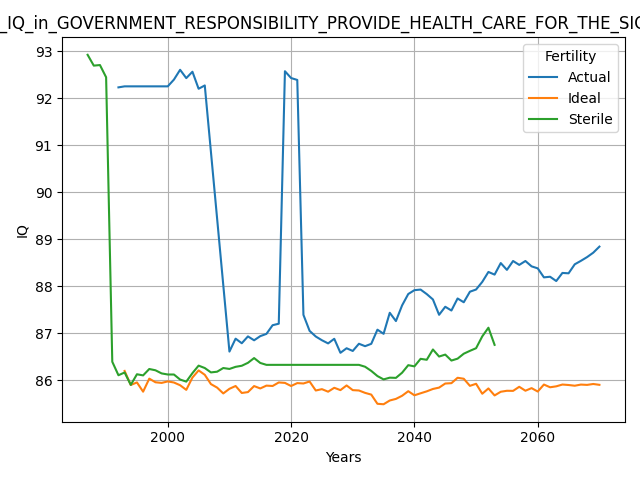 _IQ_in_GOVERNMENT_RESPONSIBILITY_PROVIDE_HEALTH_CARE_FOR_THE_SIC
Fertility
Actual
Ideal
Sterile
IQ
93
92
91
90
89
88
87
86
2000
2020
2040
2060
Years